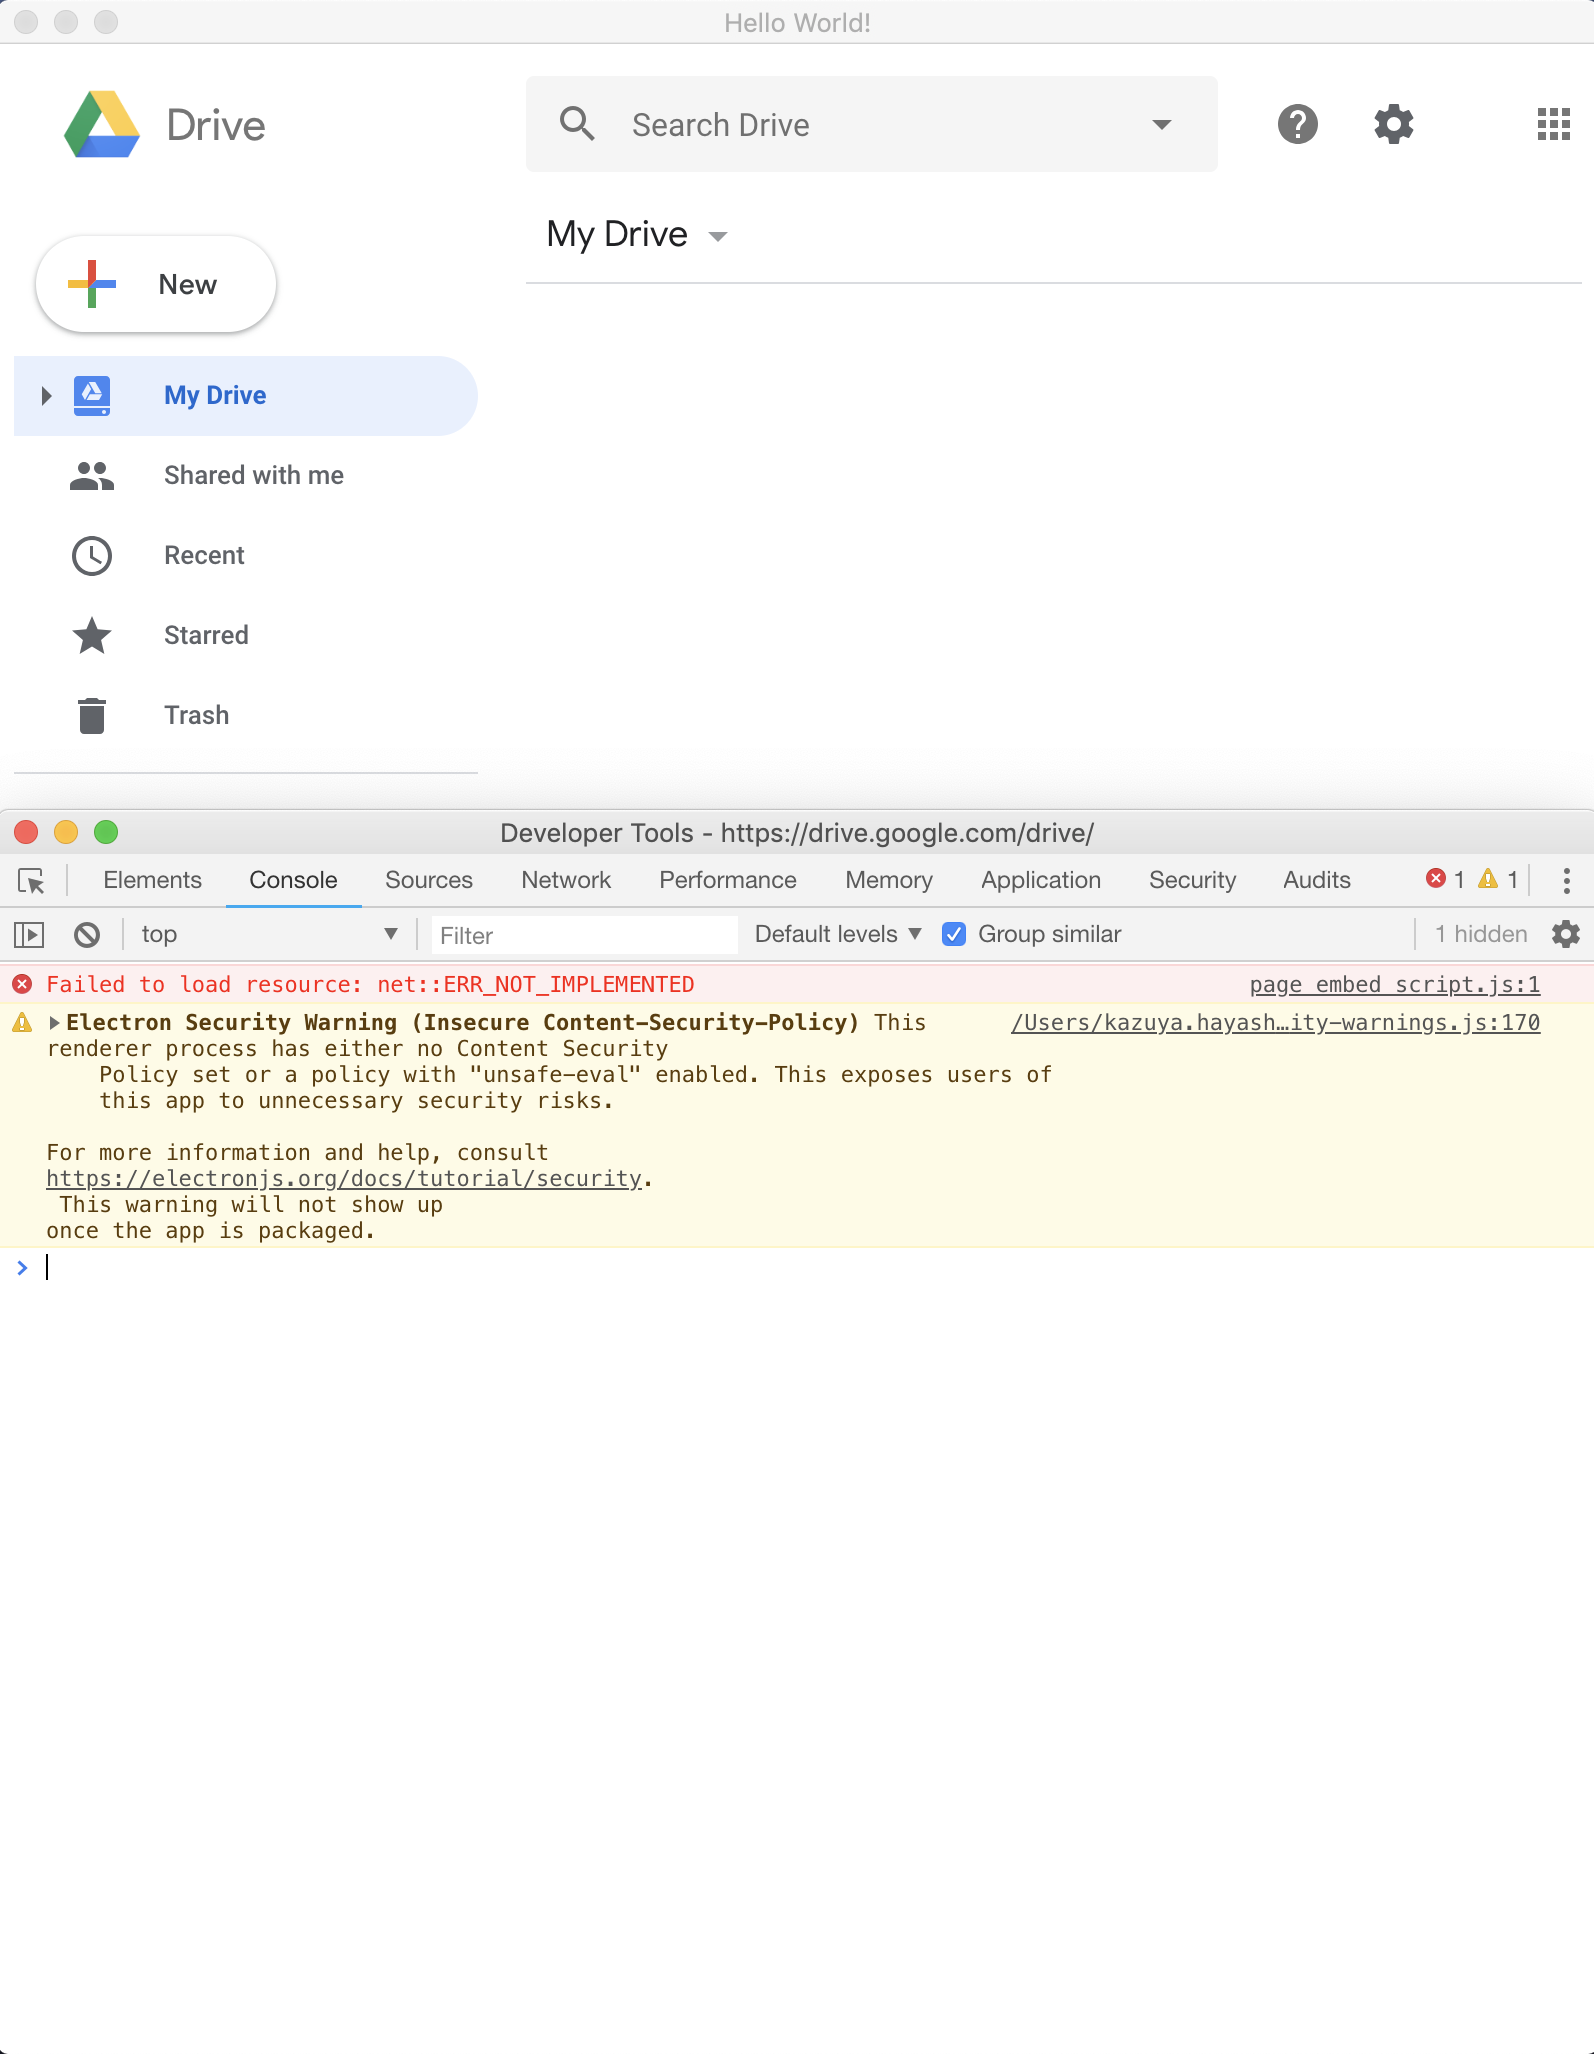 Hello World!
Drive
Search Drive
My Drive
New
My Drive
Shared with me
Recent
Starred
Trash
Developer Tools - https://drive.google.com/drive/
Elements Console Sources Network Performance Memory Application Security Audits 1 1
top Filter Default levels Group similar 1 hidden
Failed to load resource: net::ERR_NOT_IMPLEMENTED page_embed_script.js:1
Electron Security Warning (Insecure Content-Security-Policy) This /Users/kazuya.hayash…ity-warnings.js:170
renderer process has either no Content Security
Policy set or a policy with "unsafe-eval" enabled. This exposes users of
this app to unnecessary security risks.
For more information and help, consult
https://electronjs.org/docs/tutorial/security.
This warning will not show up
once the app is packaged.